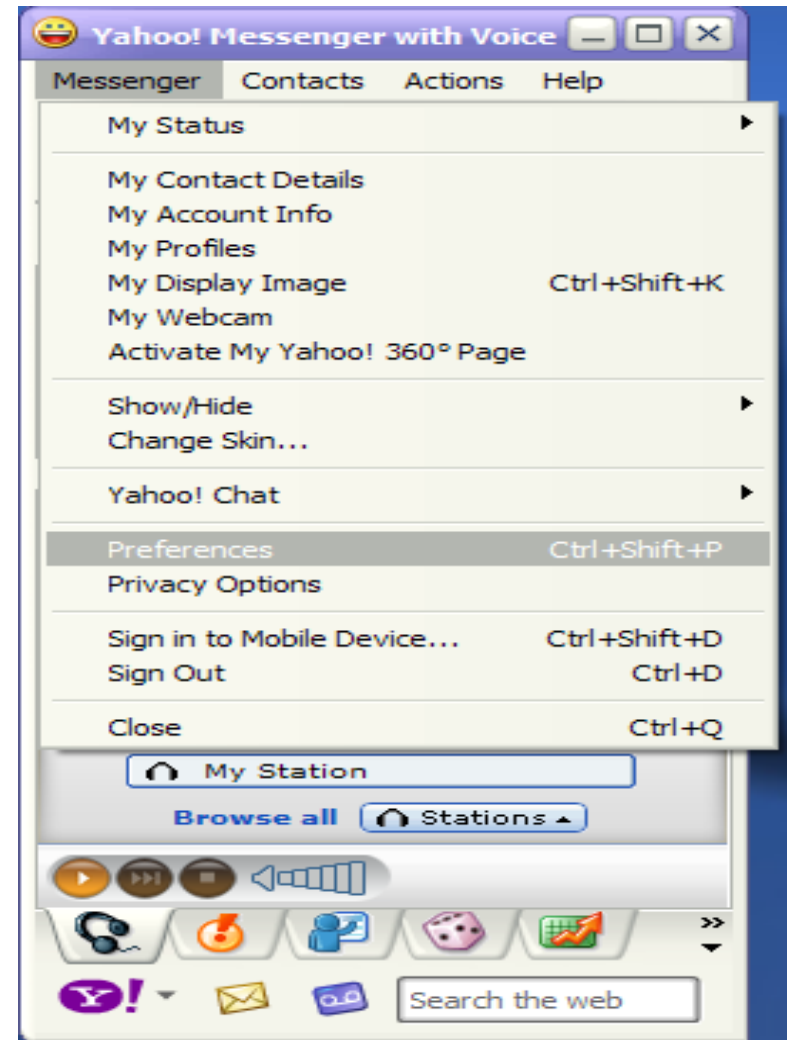 Yahoo! Messenger with Voice
Messenger Contacts Actions Help
My Status
My Contact Details
My Account Info
My Profiles
My Display Image Ctrl+Shift+K
My Webcam
Activate My Yahoo! 360° Page
Show/Hide
Change Skin...
Yahoo! Chat
Preferences Ctrl+Shift+P
Privacy Options
Sign in to Mobile Device... Ctrl+Shift+D
Sign Out Ctrl+D
Close Ctrl+Q
My Station
Browse all Stations
Y! Search the web